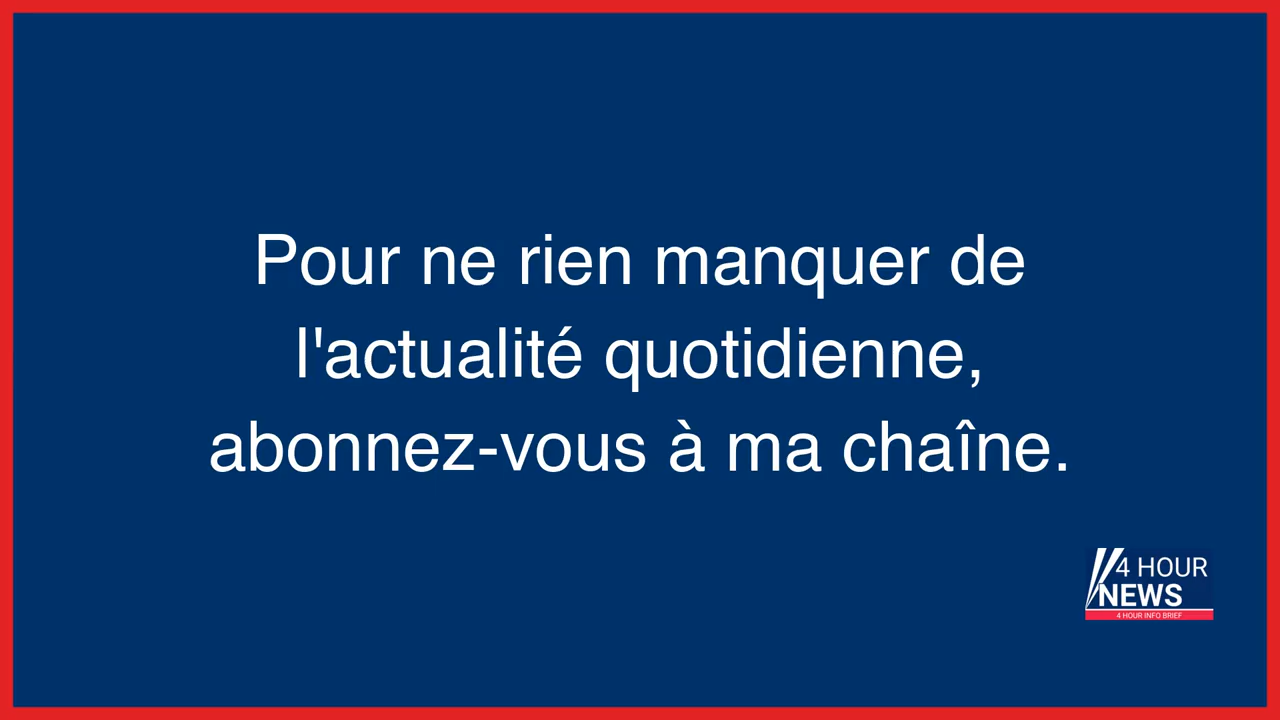 Pour ne rien manquer de
l'actualité quotidienne,
abonnez-vous à ma chaîne.
4 HOUR
NEWS
4 HOUR INFO BRIEF